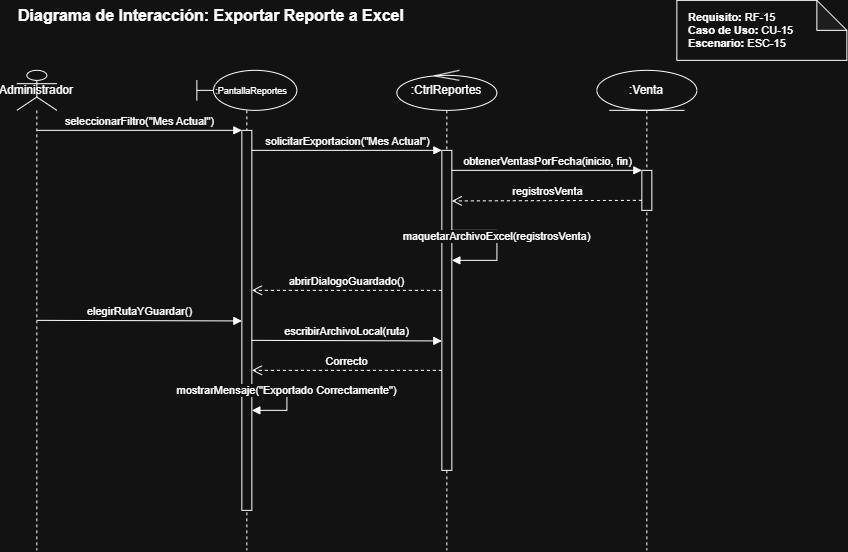 Diagrama de Interacción: Exportar Reporte a Excel
Requisito: RF-15
Caso de Uso: CU-15
Escenario: ESC-15
Administrador
:PantallaReportes
:CtrlReportes
:Venta
seleccionarFiltro("Mes Actual")
solicitarExportacion("Mes Actual")
obtenerVentasPorFecha(inicio, fin)
registrosVenta
maquetarArchivoExcel(registrosVenta)
abrirDialogoGuardado()
elegirRutaYGuardar()
escribirArchivoLocal(ruta)
Correcto
mostrarMensaje("Exportado Correctamente")